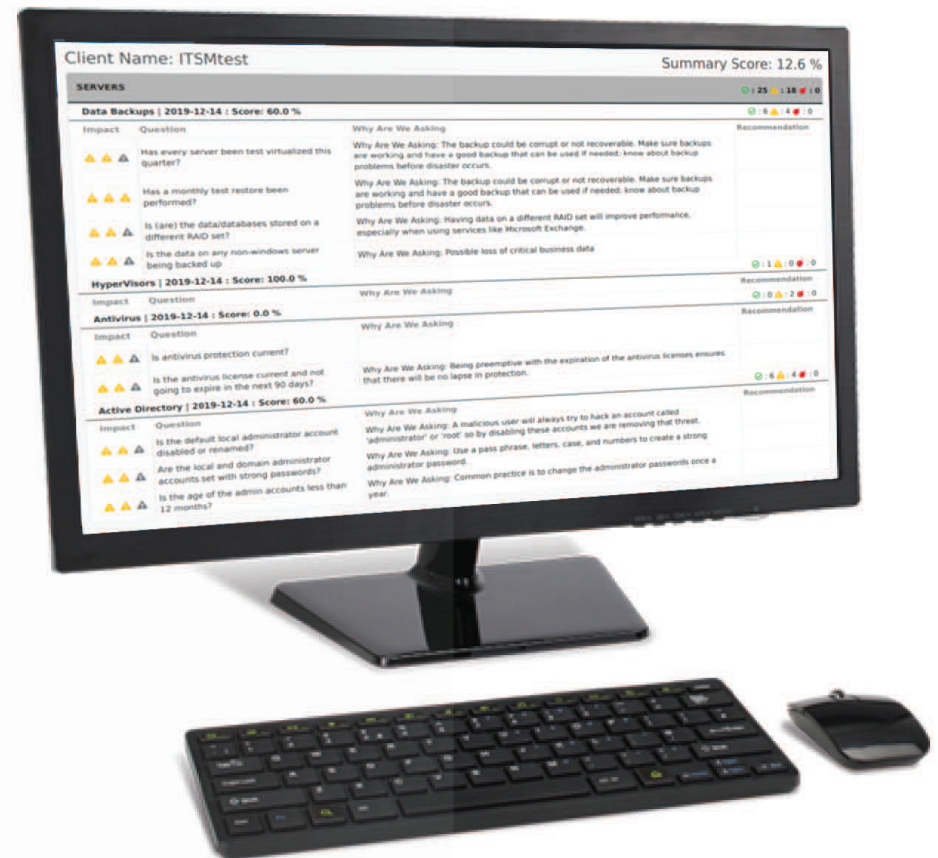 Client Name: ITSMtest
Summary Score: 12.6 %
SERVERS
: 25 : 18 : 0
Data Backups | 2019-12-14 : Score: 60.0 %
: 6 : 4 : 0
Impact Question Why Are We Asking Recommendation
Has every server been test virtualized this
quarter?
Why Are We Asking: The backup could be corrupt or not recoverable. Make sure backups
are working and have a good backup that can be used if needed; know about backup
problems before disaster occurs.
Has a monthly test restore been
performed?
Why Are We Asking: The backup could be corrupt or not recoverable. Make sure backups
are working and have a good backup that can be used if needed; know about backup
problems before disaster occurs.
Is (are) the data/databases stored on a
different RAID set?
Why Are We Asking: Having data on a different RAID set will improve performance,
especially when using services like Microsoft Exchange.
Is the data on any non-windows server
being backed up
Why Are We Asking: Possible loss of critical business data
HyperVisors | 2019-12-14 : Score: 100.0 %
: 1 : 0 : 0
Impact Question Why Are We Asking Recommendation
Antivirus | 2019-12-14 : Score: 0.0 %
: 0 : 2 : 0
Impact Question Why Are We Asking Recommendation
Is antivirus protection current?
Is the antivirus license current and not
going to expire in the next 90 days?
Why Are We Asking: Being preemptive with the expiration of the antivirus licenses ensures
that there will be no lapse in protection.
Active Directory | 2019-12-14 : Score: 60.0 %
: 6 : 4 : 0
Impact Question Why Are We Asking Recommendation
Is the default local administrator account
disabled or renamed?
Why Are We Asking: A malicious user will always try to hack an account called
'administrator' or 'root' so by disabling these accounts we are removing that threat.
Are the local and domain administrator
accounts set with strong passwords?
Why Are We Asking: Use a pass phrase, letters, case, and numbers to create a strong
administrator password.
Is the age of the admin accounts less than
12 months?
Why Are We Asking: Common practice is to change the administrator passwords once a
year.